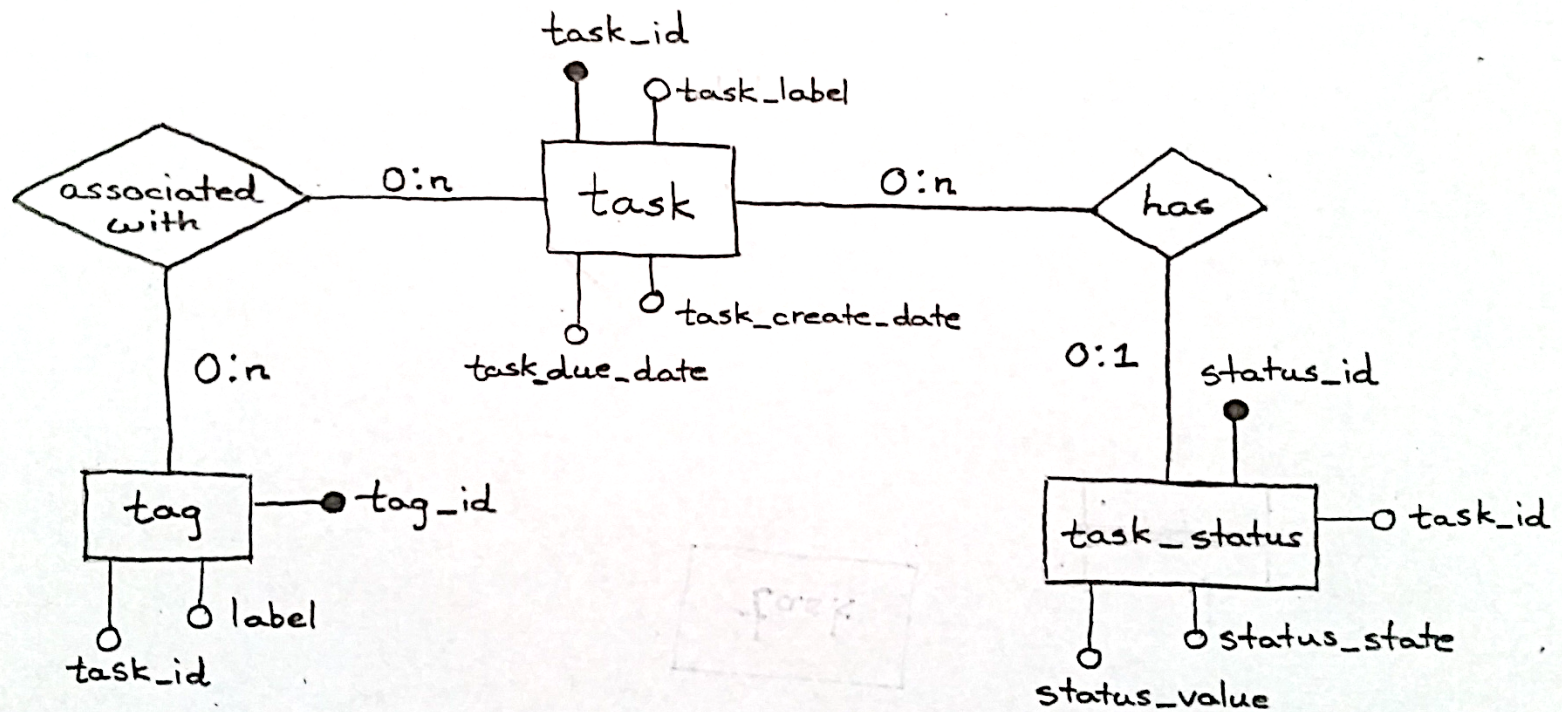 task_id
task_label
associated
with
0:n
task
0:n
has
task_create_date
task_due_date
0:n
0:1
status_id
tag
tag_id
task_status
task_id
label
task_id
status_state
status_value